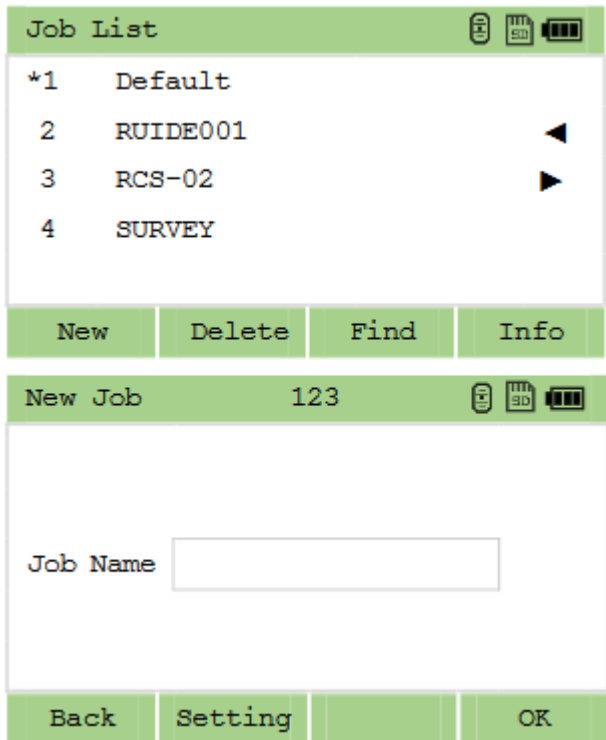 Job List
*1 Default
2 RUIDE001
3 RCS-02
4 SURVEY
New Delete Find Info
New Job 123
Job Name
Back Setting OK